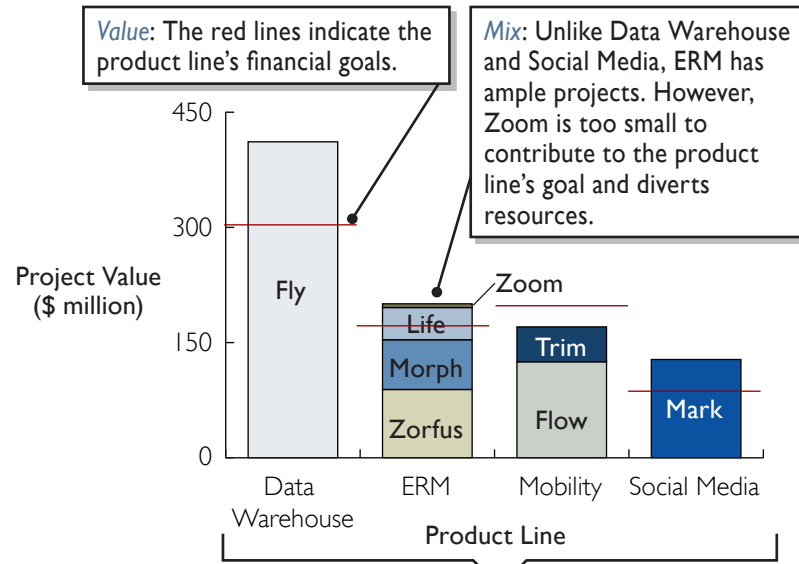 Value: The red lines indicate the
product line's financial goals.
Mix: Unlike Data Warehouse
and Social Media, ERM has
ample projects. However,
Zoom is too small to
contribute to the product
line's goal and diverts
resources.
Project Value
($ million)
450
300
150
0
Fly
Zoom
Life
Morph
Zorfus
Trim
Flow
Mark
Data
Warehouse
ERM
Mobility
Social Media
Product Line